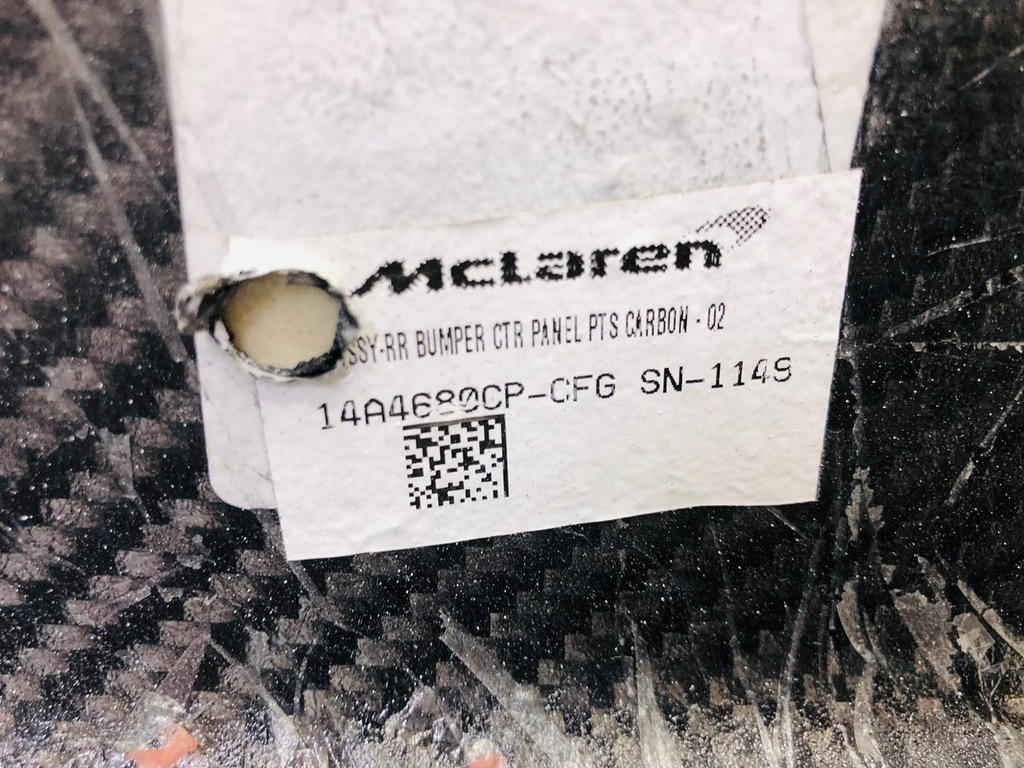 McLaren
SSY-RR BUMPER CTR PANEL PTS CARBON - 02
14A4680CP-CFG SN-1149